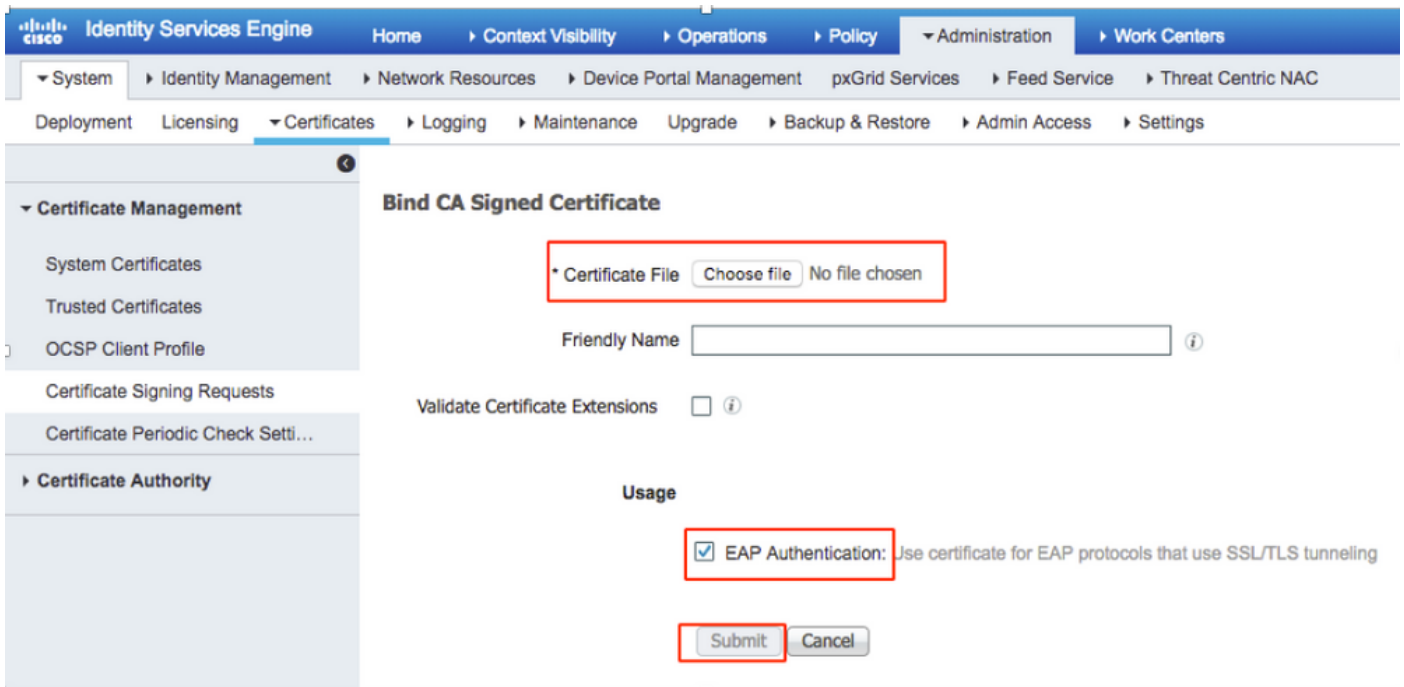 cisco Identity Services Engine Home Context Visibility Operations Policy Administration Work Centers
System Identity Management Network Resources Device Portal Management pxGrid Services Feed Service Threat Centric NAC
Deployment Licensing Certificates Logging Maintenance Upgrade Backup & Restore Admin Access Settings
Certificate Management
System Certificates
Trusted Certificates
OCSP Client Profile
Certificate Signing Requests
Certificate Periodic Check Setti...
Certificate Authority
Bind CA Signed Certificate
* Certificate File Choose file No file chosen
Friendly Name
Validate Certificate Extensions
Usage
EAP Authentication: Use certificate for EAP protocols that use SSL/TLS tunneling
Submit Cancel